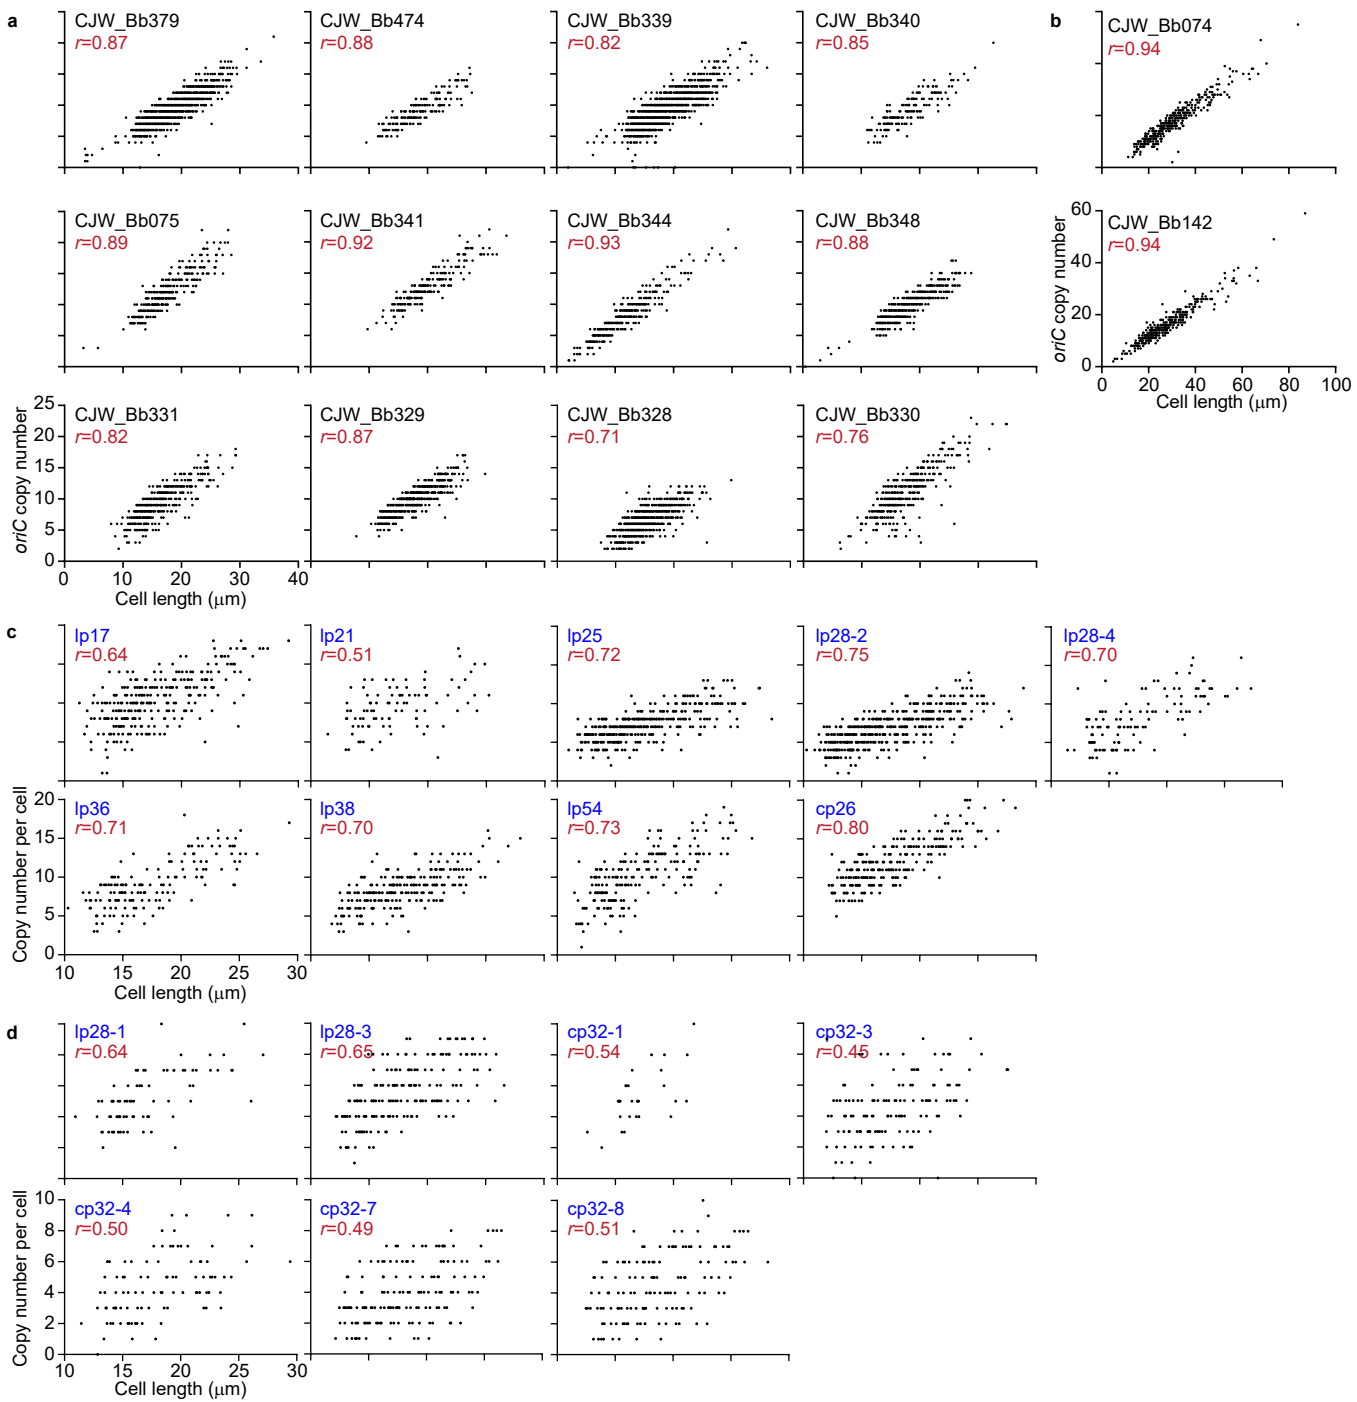 a
CJW_Bb379
r=0.87
CJW_Bb474
r=0.88
CJW_Bb339
r=0.82
CJW_Bb340
r=0.85
b
CJW_Bb074
r=0.94
CJW_Bb075
r=0.89
CJW_Bb341
r=0.92
CJW_Bb344
r=0.93
CJW_Bb348
r=0.88
CJW_Bb142
r=0.94
oriC copy number
60
40
20
0
0 20 40 60 80 100
Cell length (μm)
CJW_Bb331
r=0.82
CJW_Bb329
r=0.87
CJW_Bb328
r=0.71
CJW_Bb330
r=0.76
oriC copy number
25
20
15
10
5
0
0 10 20 30 40
Cell length (μm)
c
lp17
r=0.64
lp21
r=0.51
lp25
r=0.72
lp28-2
r=0.75
lp28-4
r=0.70
lp36
r=0.71
lp38
r=0.70
lp54
r=0.73
cp26
r=0.80
Copy number per cell
20
15
10
5
0
10 15 20 25 30
Cell length (μm)
d
lp28-1
r=0.64
lp28-3
r=0.65
cp32-1
r=0.54
cp32-3
r=0.45
cp32-4
r=0.50
cp32-7
r=0.49
cp32-8
r=0.51
Copy number per cell
10
8
6
4
2
0
10 15 20 25 30
Cell length (μm)